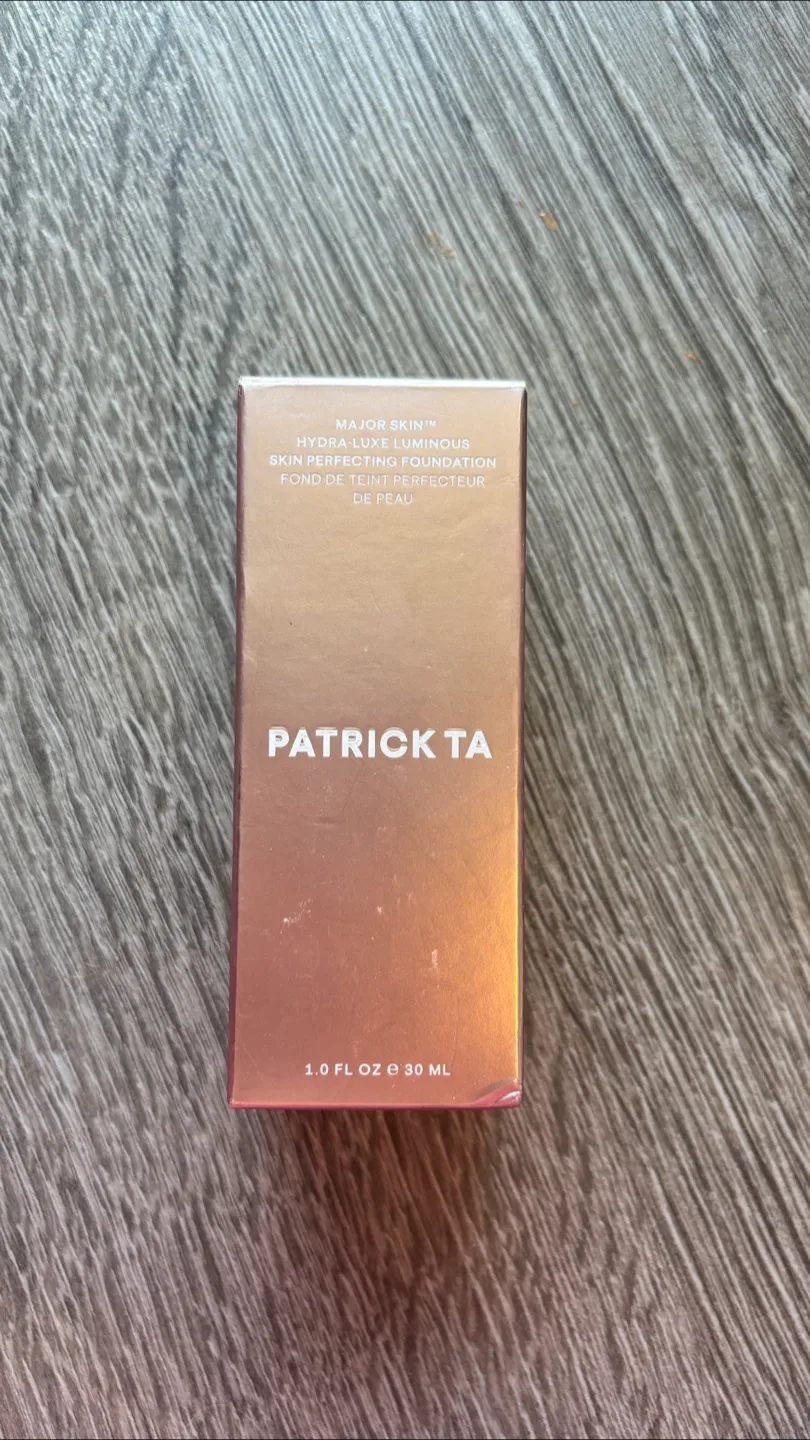 MAJOR SKIN™
HYDRA-LUXE LUMINOUS
SKIN PERFECTING FOUNDATION
FOND DE TEINT PERFECTEUR
DE PEAU
PATRICK TA
1.0 FL OZ ℮ 30 ML